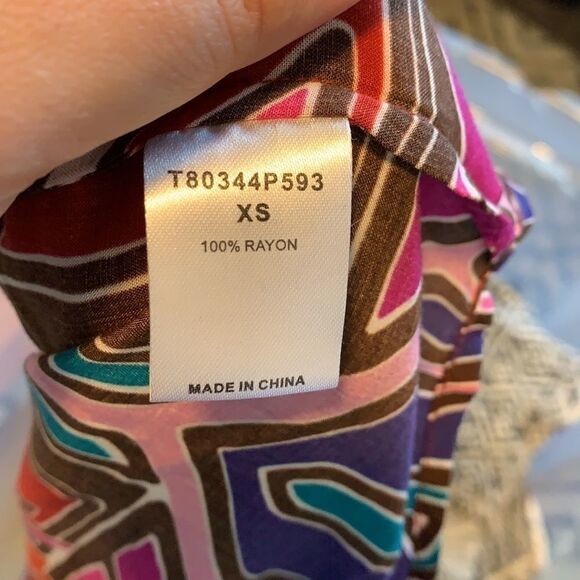 T80344P593
XS
100% RAYON
MADE IN CHINA